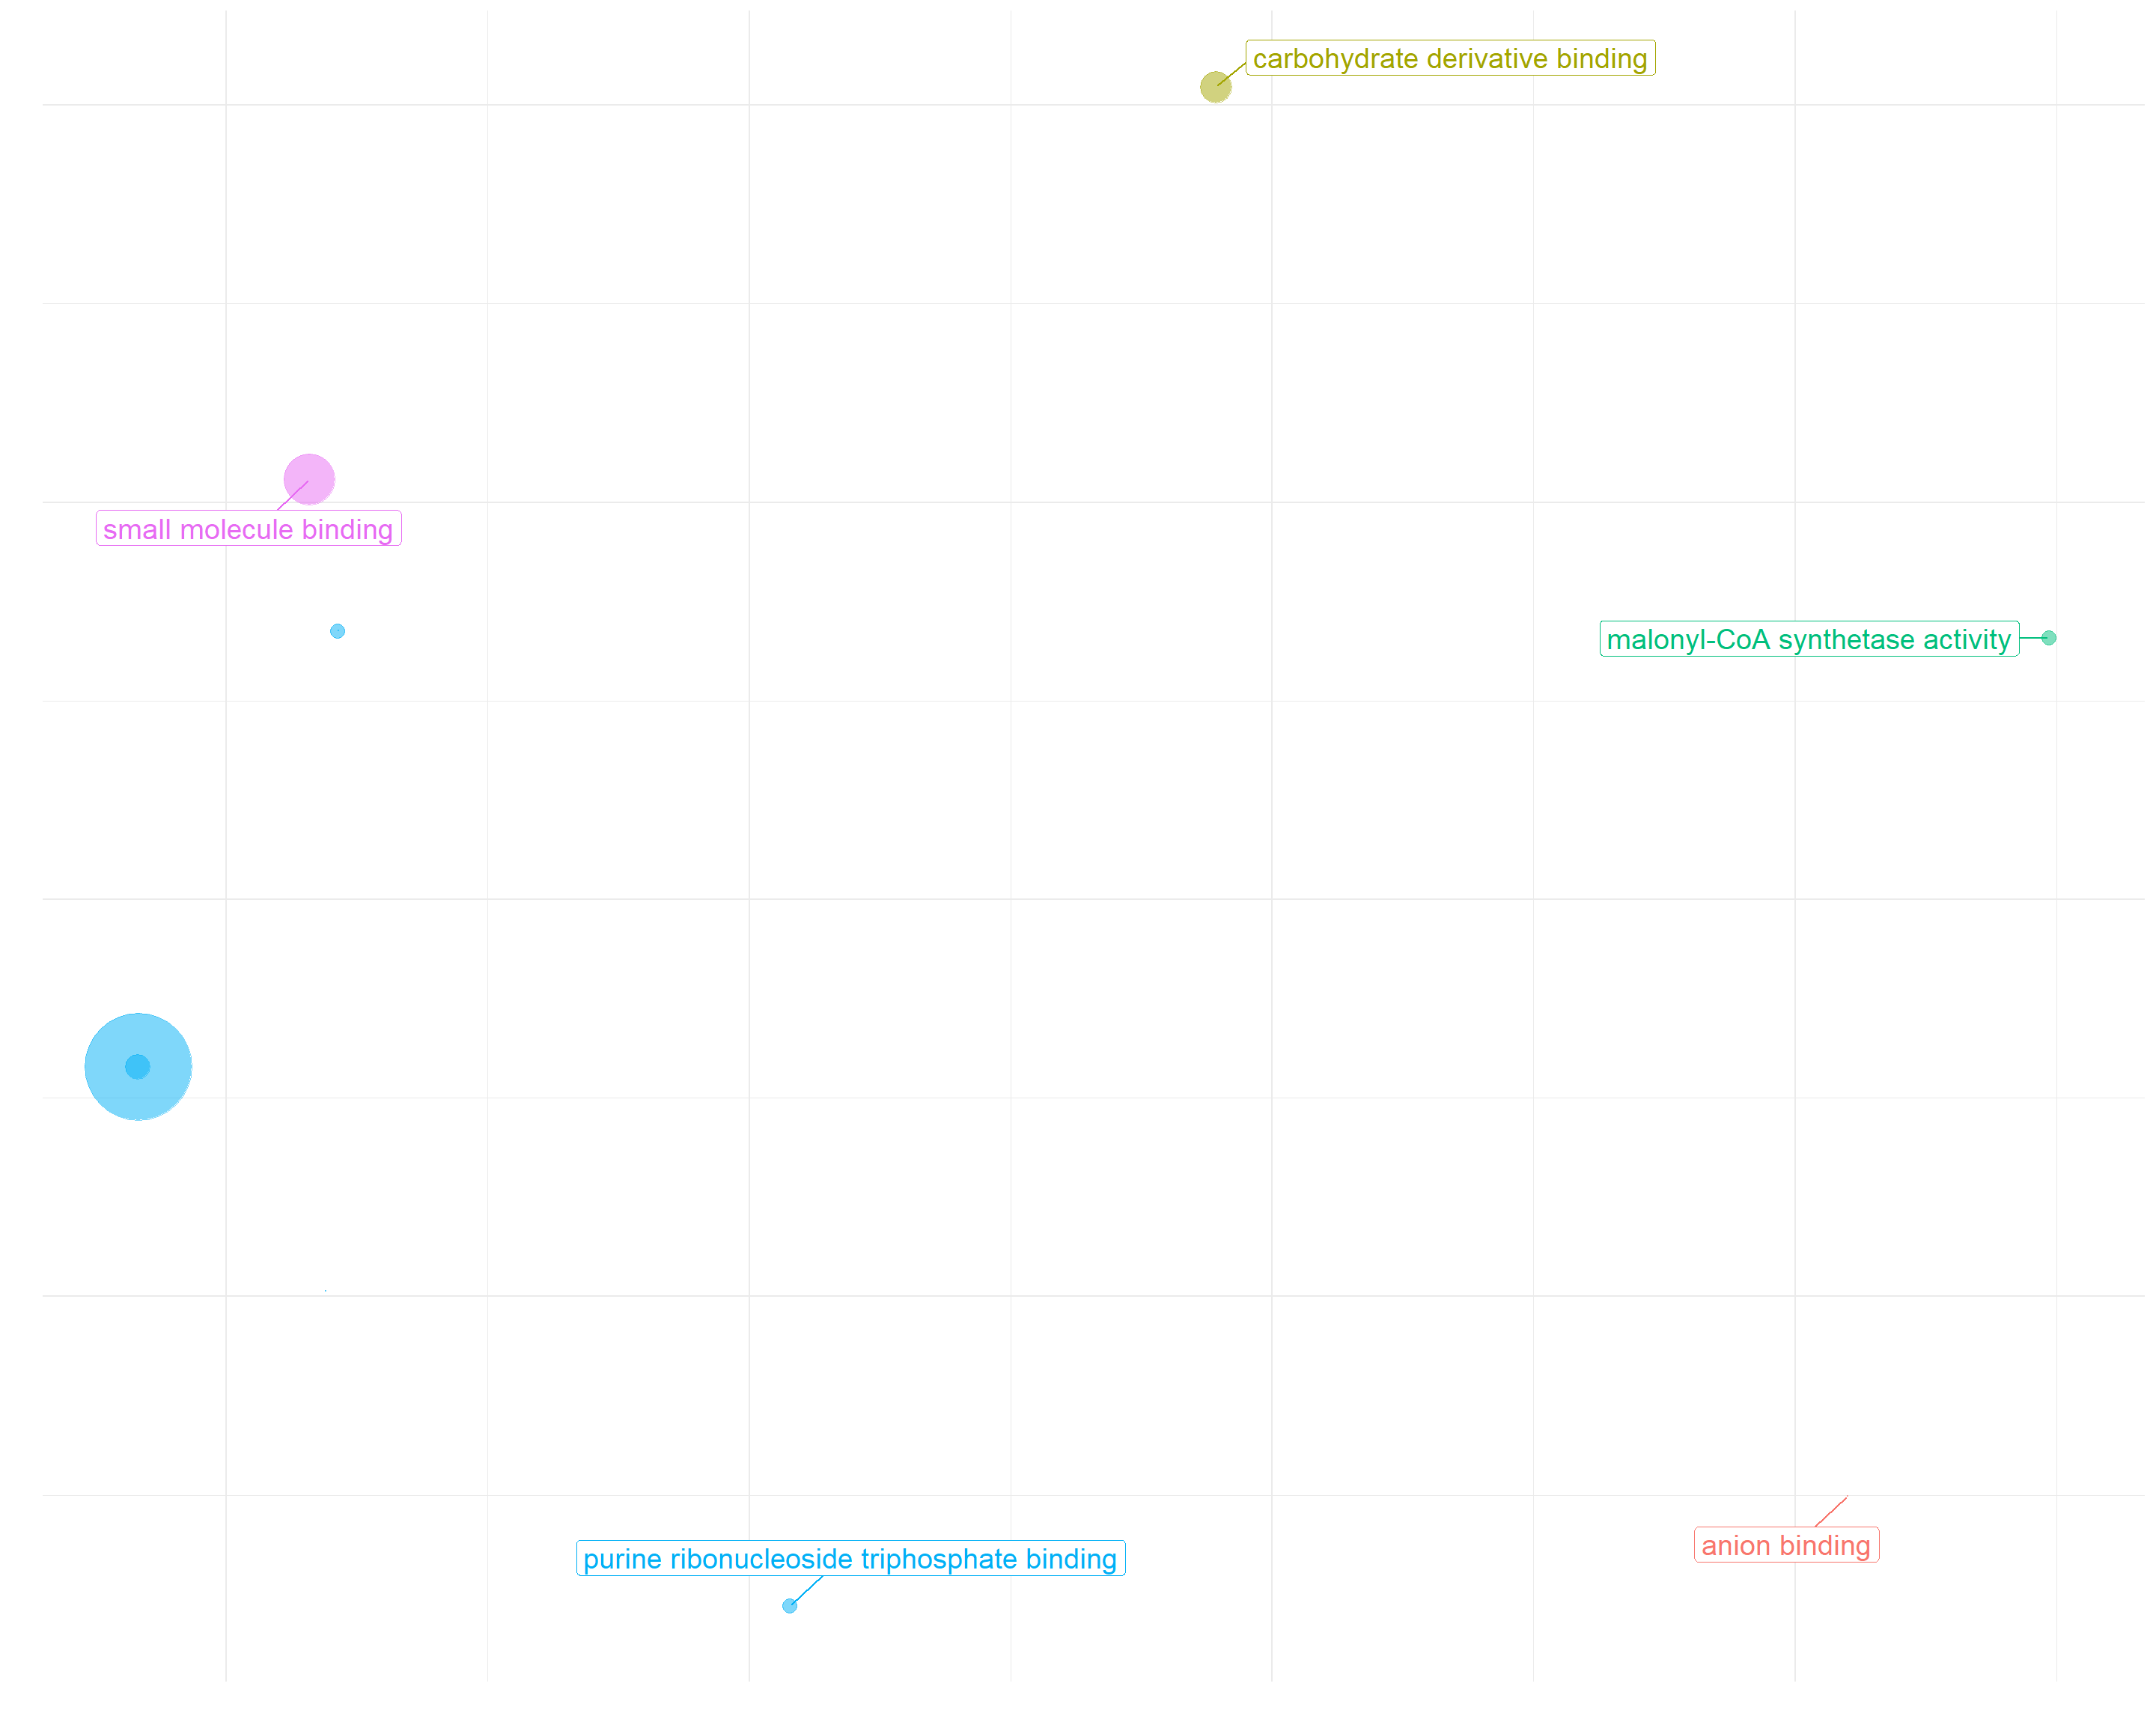 carbohydrate derivative binding
small molecule binding
malonyl-CoA synthetase activity
anion binding
purine ribonucleoside triphosphate binding